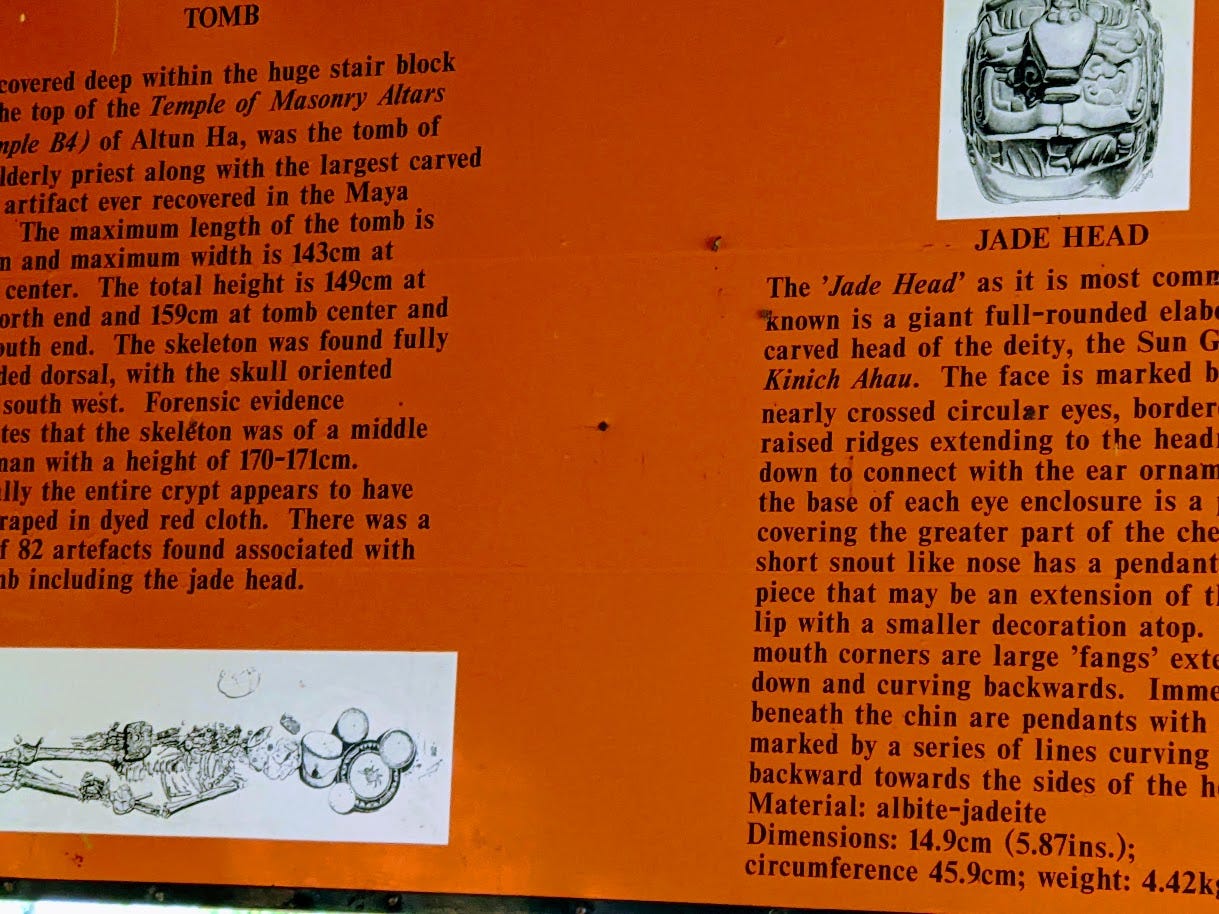 TOMB
covered deep within the huge stair block
he top of the Temple of Masonry Altars
mple B4) of Altun Ha, was the tomb of
lderly priest along with the largest carved
artifact ever recovered in the Maya
The maximum length of the tomb is
n and maximum width is 143cm at
center. The total height is 149cm at
orth end and 159cm at tomb center and
outh end. The skeleton was found fully
ded dorsal, with the skull oriented
south west. Forensic evidence
tes that the skeleton was of a middle
man with a height of 170-171cm.
ally the entire crypt appears to have
raped in dyed red cloth. There was a
f 82 artefacts found associated with
mb including the jade head.
JADE HEAD
The 'Jade Head' as it is most comm
known is a giant full-rounded elabo
carved head of the deity, the Sun G
Kinich Ahau. The face is marked b
nearly crossed circular eyes, border
raised ridges extending to the head
down to connect with the ear ornam
the base of each eye enclosure is a
covering the greater part of the che
short snout like nose has a pendant
piece that may be an extension of t
lip with a smaller decoration atop.
mouth corners are large 'fangs' exte
down and curving backwards. Imme
beneath the chin are pendants with
marked by a series of lines curving
backward towards the sides of the h
Material: albite-jadeite
Dimensions: 14.9cm (5.87ins.);
circumference 45.9cm; weight: 4.42kg